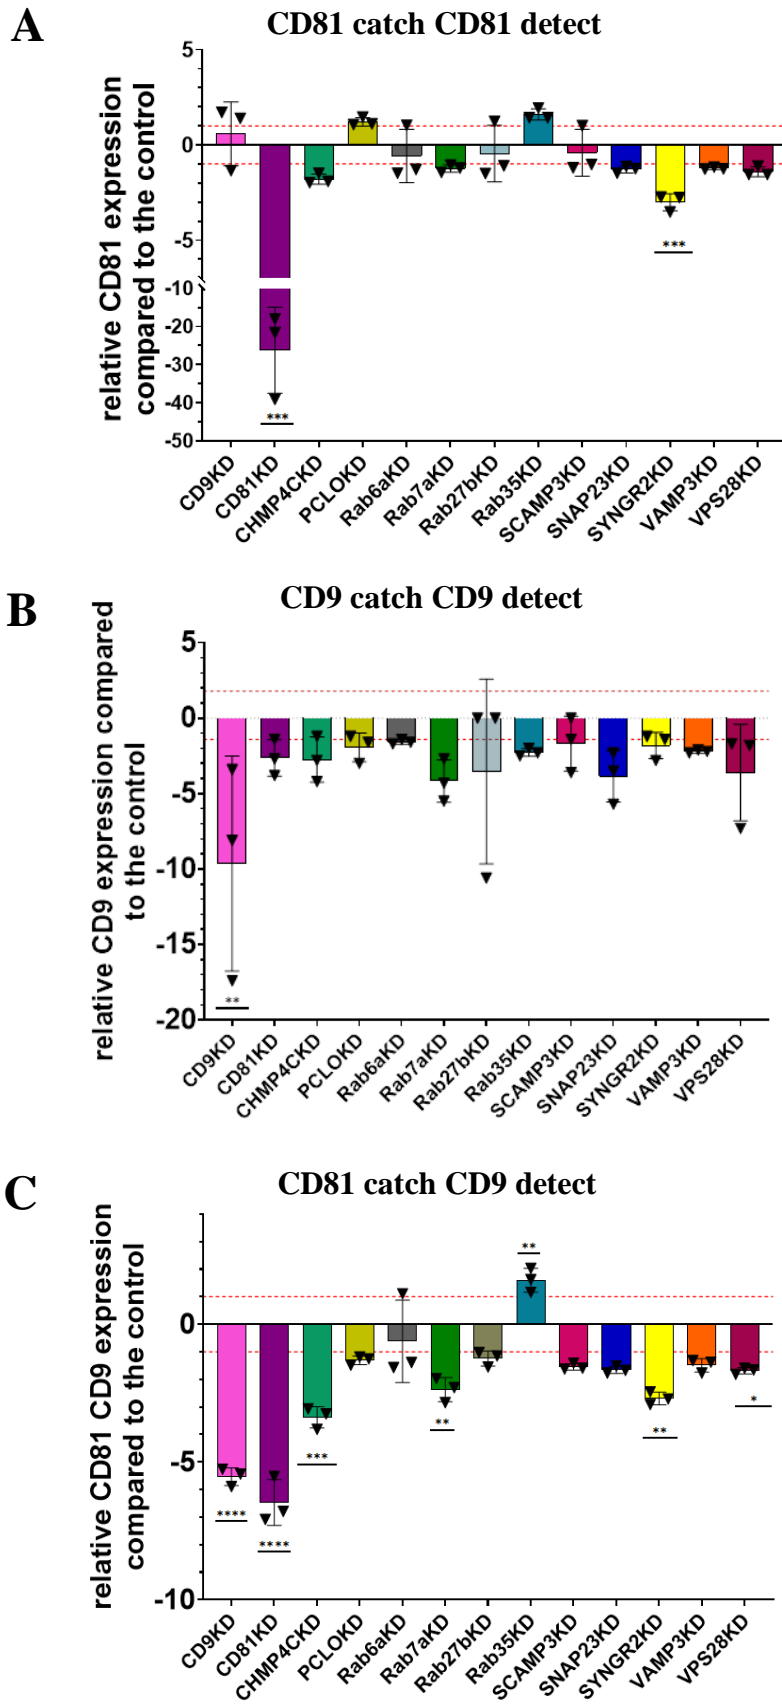 A
CD81 catch CD81 detect
relative CD81 expression
compared to the control
5
0
-5
-10
-20
-30
-40
-50
***
***
CD9KD
CD81KD
CHMP4CKD
PCLOKD
Rab6aKD
Rab7aKD
Rab27bKD
Rab35KD
SCAMP3KD
SNAP23KD
SYNGR2KD
VAMP3KD
VPS28KD
B
CD9 catch CD9 detect
relative CD9 expression compared
to the control
5
0
-5
-10
-15
-20
**
CD9KD
CD81KD
CHMP4CKD
PCLOKD
Rab6aKD
Rab7aKD
Rab27bKD
Rab35KD
SCAMP3KD
SNAP23KD
SYNGR2KD
VAMP3KD
VPS28KD
C
CD81 catch CD9 detect
relative CD81 CD9 expression
compared to the control
0
-5
-10
****
****
***
**
**
**
*
CD9KD
CD81KD
CHMP4CKD
PCLOKD
Rab6aKD
Rab7aKD
Rab27bKD
Rab35KD
SCAMP3KD
SNAP23KD
SYNGR2KD
VAMP3KD
VPS28KD